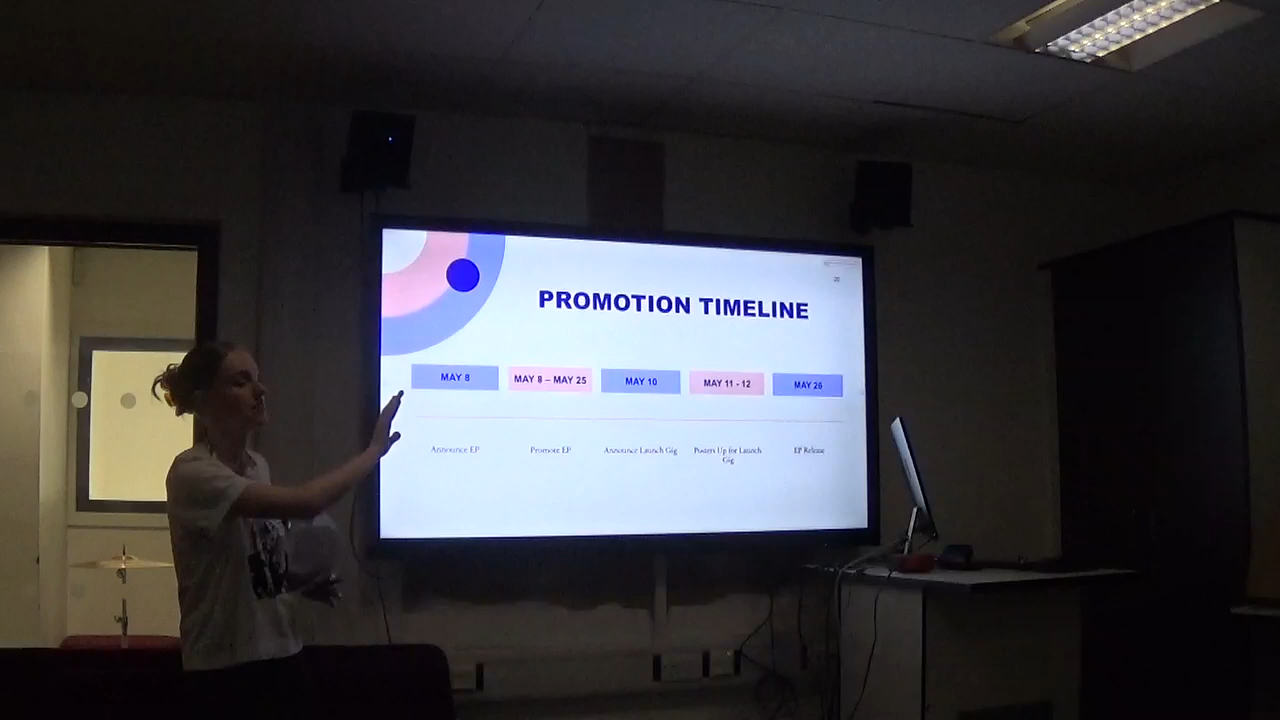 PROMOTION TIMELINE
MAY 8
MAY 8 – MAY 25
MAY 10
MAY 11 - 12
MAY 26
Announce EP
Promote EP
Announce Launch Gig
Posters Up for Launch
Gig
EP Release